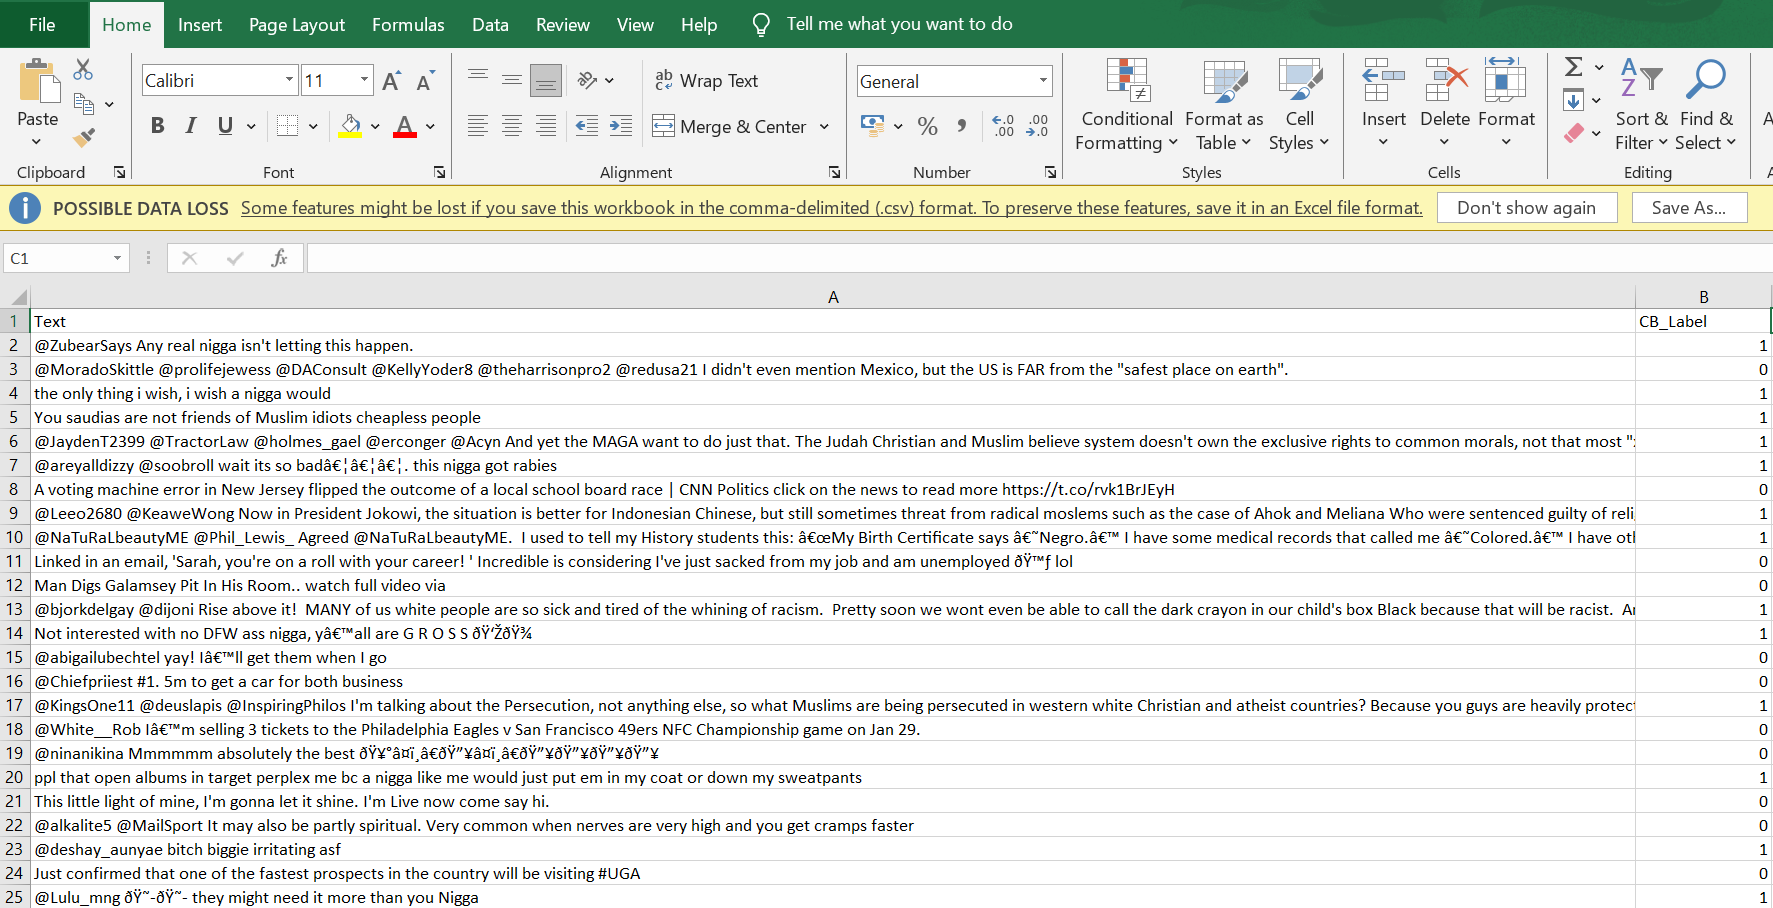 File Home Insert Page Layout Formulas Data Review View Help Tell me what you want to do
Calibri 11 Wrap Text General
Paste Conditional Format as Cell Insert Delete Format Sort & Find &
B I U Merge & Center Formatting Table Styles Filter Select
Clipboard Font Alignment Number Styles Cells Editing
POSSIBLE DATA LOSS Some features might be lost if you save this workbook in the comma-delimited (.csv) format. To preserve these features, save it in an Excel file format. Don't show again Save As...
C1 fx
A B
1 Text CB_Label
2 @ZubearSays Any real nigga isn't letting this happen. 1
3 @MoradoSkittle @prolifejewess @DAConsult @KellyYoder8 @theharrisonpro2 @redusa21 I didn't even mention Mexico, but the US is FAR from the "safest place on earth". 0
4 the only thing i wish, i wish a nigga would 1
5 You saudias are not friends of Muslim idiots cheapless people 1
6 @JaydenT2399 @TractorLaw @holmes_gael @erconger @Acyn And yet the MAGA want to do just that. The Judah Christian and Muslim believe system doesn't own the exclusive rights to common morals, not that most 1
7 @areyalldizzy @soobroll wait its so badâ€¦â€¦â€¦. this nigga got rabies 1
8 A voting machine error in New Jersey flipped the outcome of a local school board race | CNN Politics click on the news to read more https://t.co/rvk1BrJEyH 0
9 @Leeo2680 @KeaweWong Now in President Jokowi, the situation is better for Indonesian Chinese, but still sometimes threat from radical moslems such as the case of Ahok and Meliana Who were sentenced guilty of reli 1
10 @NaTuRaLbeautyME @Phil_Lewis_ Agreed @NaTuRaLbeautyME. I used to tell my History students this: â€œMy Birth Certificate says â€˜Negro.â€™ I have some medical records that called me â€˜Colored.â€™ I have otl 1
11 Linked in an email, 'Sarah, you're on a roll with your career! ' Incredible is considering I've just sacked from my job and am unemployed ðŸ™ƒ lol 0
12 Man Digs Galamsey Pit In His Room.. watch full video via 0
13 @bjorkdelgay @dijoni Rise above it! MANY of us white people are so sick and tired of the whining of racism. Pretty soon we wont even be able to call the dark crayon in our child's box Black because that will be racist. 1
14 Not interested with no DFW ass nigga, yâ€™all are G R O S S ðŸ‘ŽðŸ¾ 1
15 @abigailubechtel yay! Iâ€™ll get them when I go 0
16 @Chiefpriiest #1. 5m to get a car for both business 0
17 @KingsOne11 @deuslapis @InspiringPhilos I'm talking about the Persecution, not anything else, so what Muslims are being persecuted in western white Christian and atheist countries? Because you guys are heavily protect 1
18 @White__Rob Iâ€™m selling 3 tickets to the Philadelphia Eagles v San Francisco 49ers NFC Championship game on Jan 29. 0
19 @ninanikina Mmmmmm absolutely the best ðŸ¥°â¤ï¸â€ðŸ”¥â¤ï¸â€ðŸ”¥ðŸ”¥ðŸ”¥ðŸ”¥ 0
20 ppl that open albums in target perplex me bc a nigga like me would just put em in my coat or down my sweatpants 1
21 This little light of mine, I'm gonna let it shine. I'm Live now come say hi. 0
22 @alkalite5 @MailSport It may also be partly spiritual. Very common when nerves are very high and you get cramps faster 0
23 @deshay_aunyae bitch biggie irritating asf 1
24 Just confirmed that one of the fastest prospects in the country will be visiting #UGA 0
25 @Lulu_mng ðŸ˜-ðŸ˜- they might need it more than you Nigga 1